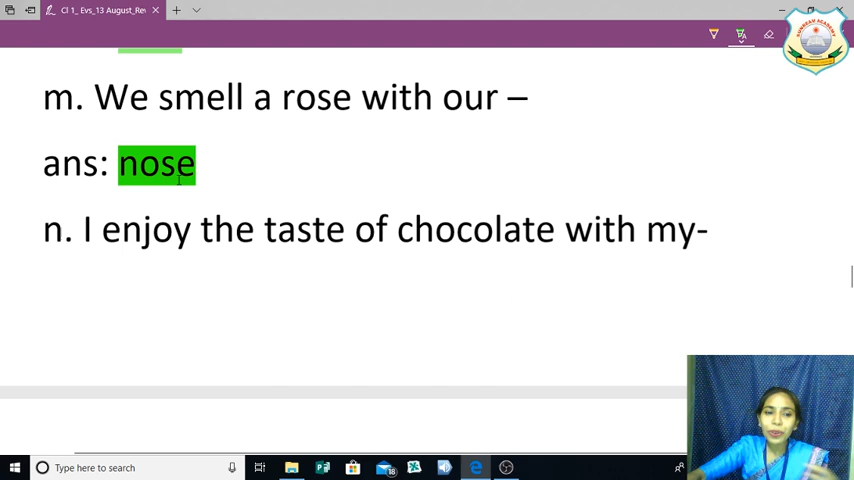 Cl 1_ Evs_13 August_Re
m. We smell a rose with our –
ans: nose
n. I enjoy the taste of chocolate with my-
Type here to search
18